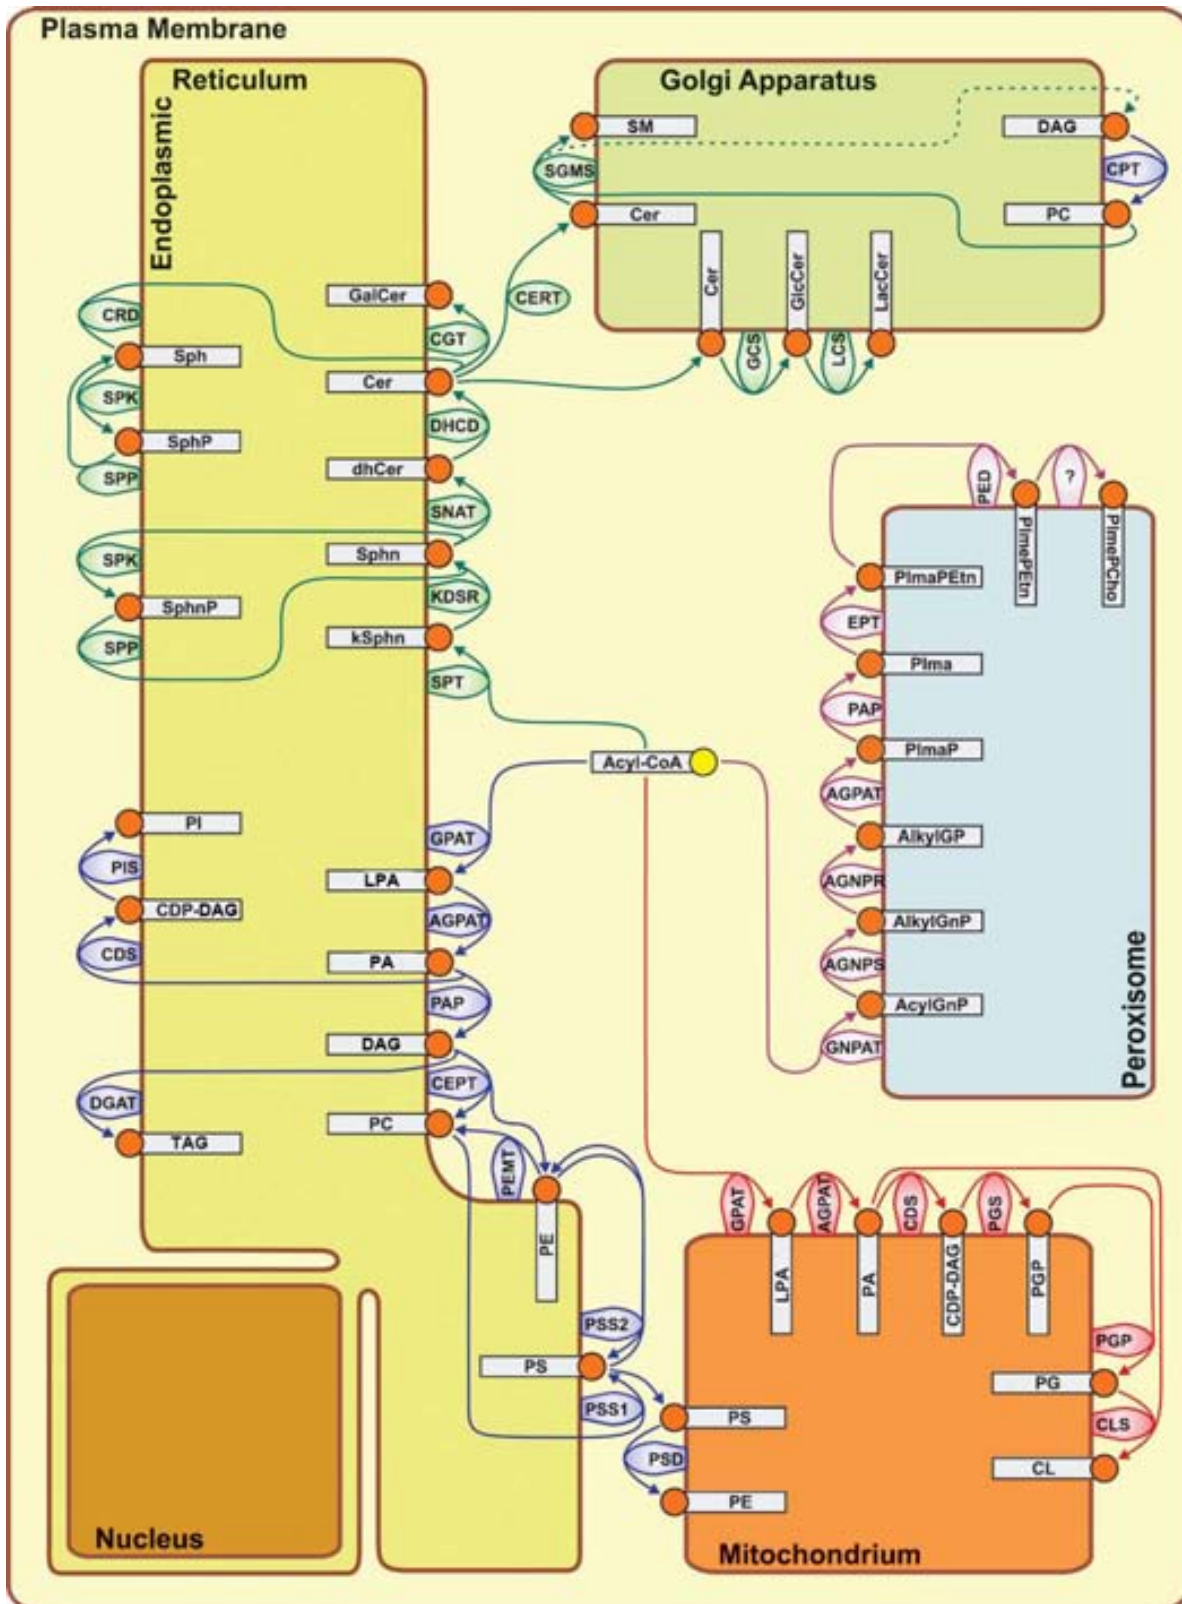 Plasma Membrane
Reticulum
Endoplasmic
Golgi Apparatus
SM
SGMS
Cer
DAG
CPT
PC
Cer
GlcCer
LacCer
GCS
LCS
CERT
GalCer
CGT
Cer
DHCD
dhCer
SNAT
Sphn
KDSR
kSphn
SPT
CRD
Sph
SPK
SphP
SPP
SPK
SphnP
SPP
Acyl-CoA
PI
PIS
CDP-DAG
CDS
GPAT
LPA
AGPAT
PA
PAP
DAG
CEPT
PC
DGAT
TAG
PEMT
PE
PSS2
PS
PSS1
Nucleus
PED
?
PlmePEtn
PlmePCho
PlmaPEtn
EPT
Plma
PAP
PlmaP
AGPAT
AlkylGP
AGNPR
AlkylGnP
AGNPS
AcylGnP
GNPAT
Peroxisome
GPAT
AGPAT
CDS
PGS
LPA
PA
CDP-DAG
PGP
PGP
PG
CLS
CL
PS
PSD
PE
Mitochondrium